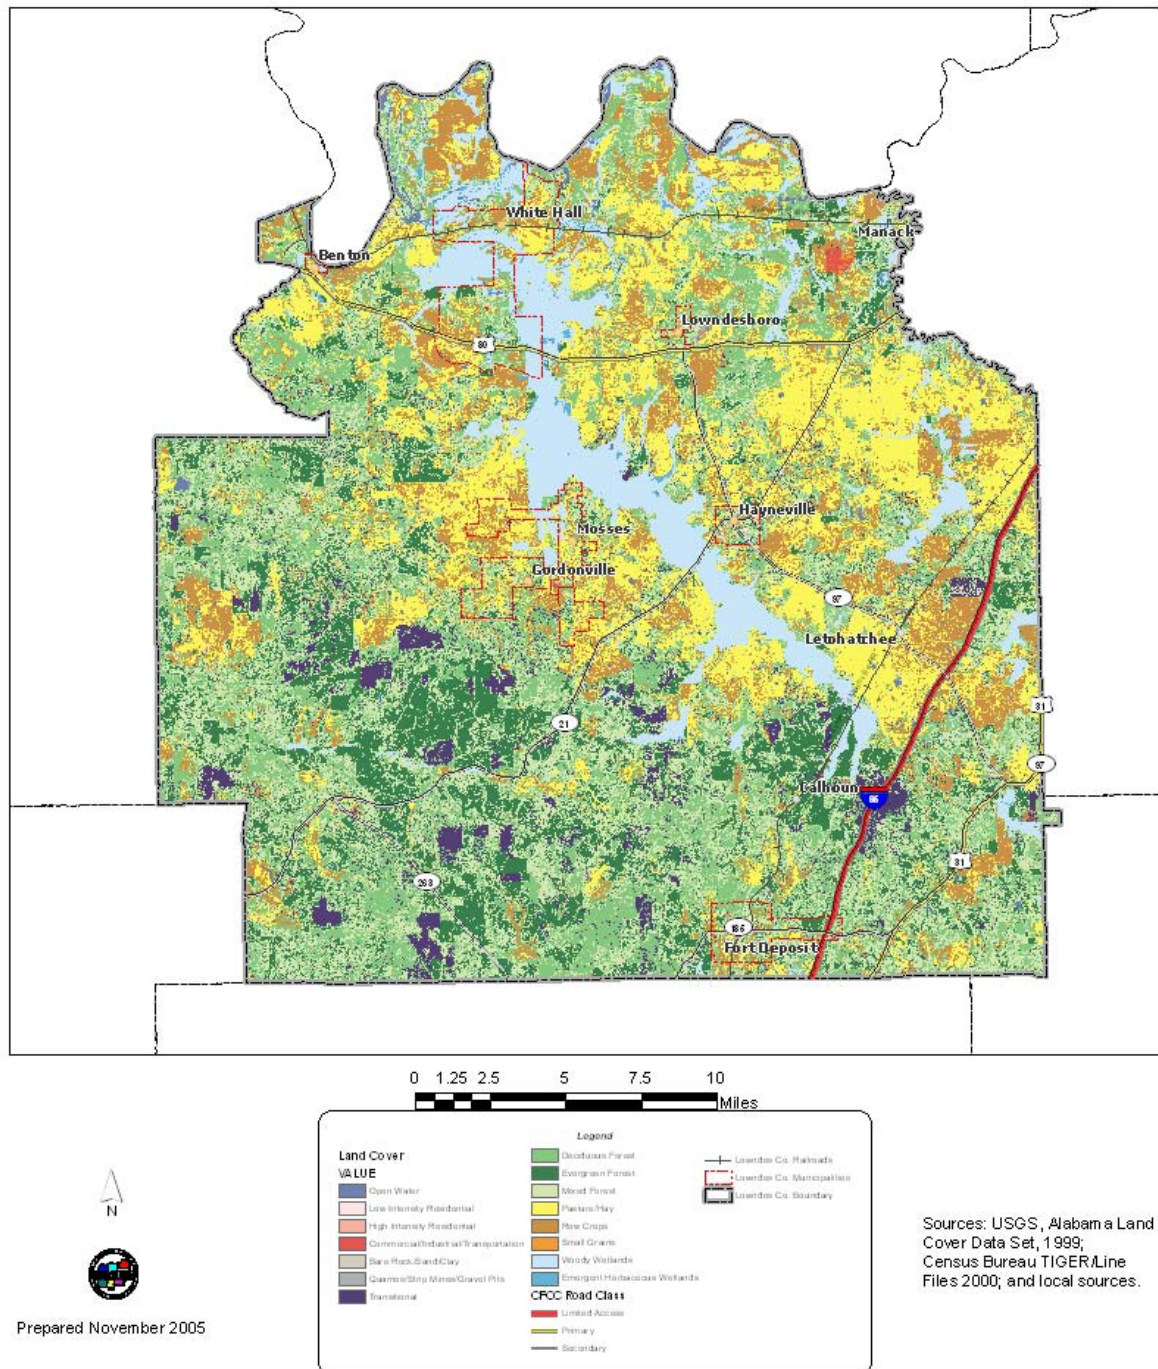 White Hall
Manack
Benton
Lowndesboro
80
Hayneville
Mosses
Gordonville
97
Letohatchee
31
21
97
Calhoun
65
31
263
185
Fort Deposit
0 1.25 2.5 5 7.5 10
Miles
Legend
Land Cover
VALUE
Open Water
Low Intensity Residential
High Intensity Residential
Commercial/Industrial/Transportation
Bare Rock/Sand/Clay
Quarries/Strip Mines/Gravel Pits
Transitional
Deciduous Forest
Evergreen Forest
Mixed Forest
Pasture/Hay
Row Crops
Small Grains
Woody Wetlands
Emergent Herbaceous Wetlands
CFCC Road Class
Limited Access
Primary
Secondary
Lowndes Co. Railroads
Lowndes Co. Municipalities
Lowndes Co. Boundary
N
Prepared November 2005
Sources: USGS, Alabama Land
Cover Data Set, 1999;
Census Bureau TIGER/Line
Files 2000; and local sources.